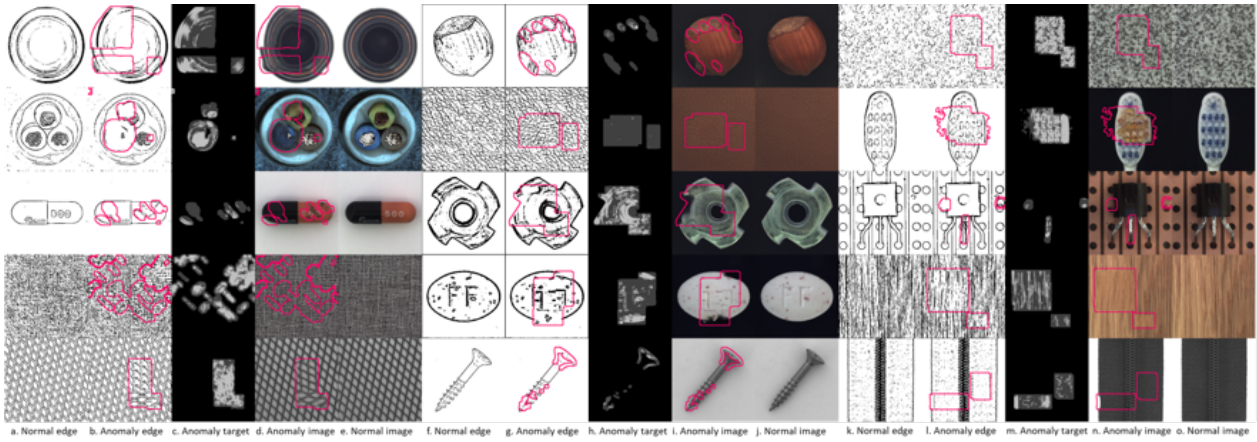 FF
a. Normal edge b. Anomaly edge c. Anomaly target d. Anomaly image e. Normal image f. Normal edge g. Anomaly edge h. Anomaly target i. Anomaly image j. Normal image k. Normal edge l. Anomaly edge m. Anomaly target n. Anomaly image o. Normal image